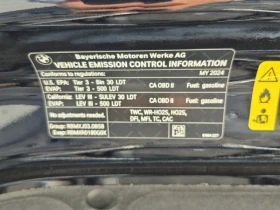 Bayerische Motoren Werke AG
VEHICLE EMISSION CONTROL INFORMATION
Conforms to regulations: MY 2024
U.S. EPA: Tier 3 - Bin 30 LDT CA OBD II Fuel: gasoline
EVAP: Tier 3 - 500 LDT
California: LEV III - SULEV 30 LDT CA OBD II Fuel: gasoline
EVAP: LEV III - 500 LDT
No adjustments needed. TWC, WR-HO2S, HO2S,
DFI, MFI, TC, CAC
Group:
Evap: